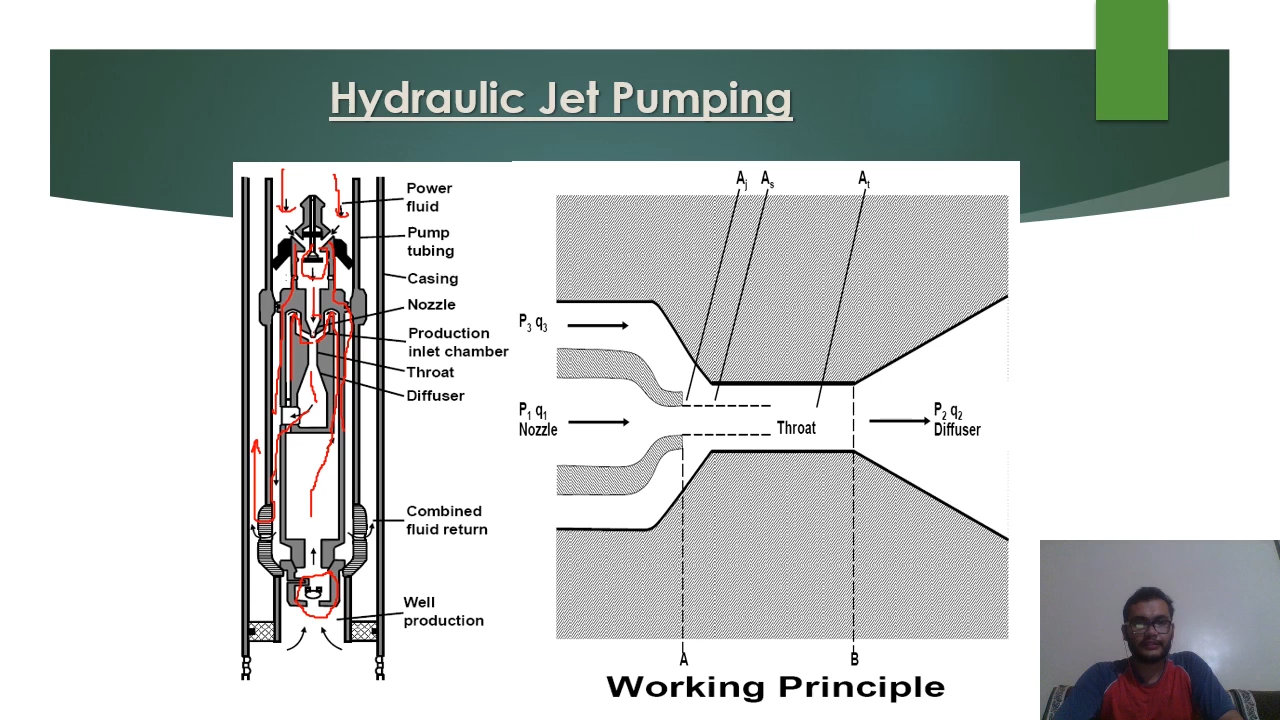 Hydraulic Jet Pumping
Power
fluid
Pump
tubing
Casing
Nozzle
Production
inlet chamber
Throat
Diffuser
Combined
fluid return
Well
production
Aj As At
P3 q3
P1 q1
Nozzle
Throat
P2 q2
Diffuser
A B
Working Principle